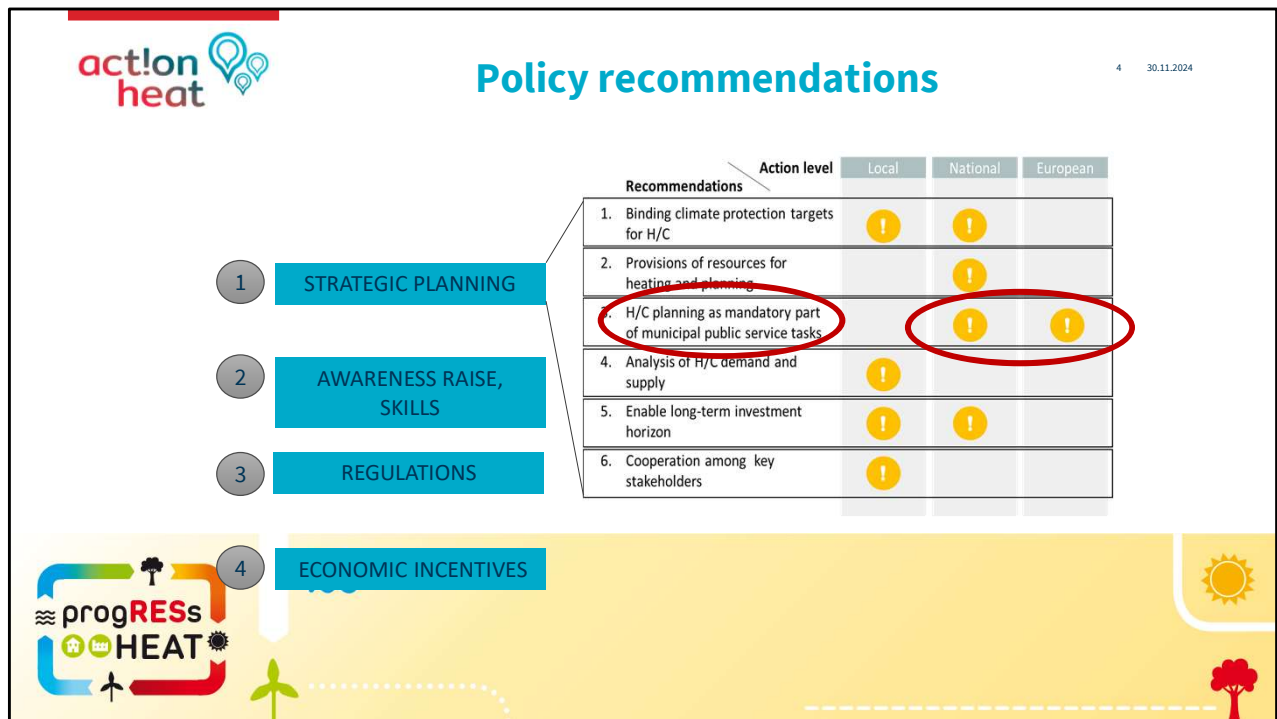 act!on
heat
Policy recommendations
4 30.11.2024
Action level
Local
National
European
Recommendations
1. Binding climate protection targets
for H/C
!
!
2. Provisions of resources for
heating and planning
!
3. H/C planning as mandatory part
of municipal public service tasks
!
!
4. Analysis of H/C demand and
supply
!
5. Enable long-term investment
horizon
!
!
6. Cooperation among key
stakeholders
!
1 STRATEGIC PLANNING
2 AWARENESS RAISE,
SKILLS
3 REGULATIONS
4 ECONOMIC INCENTIVES
progRESs
HEAT